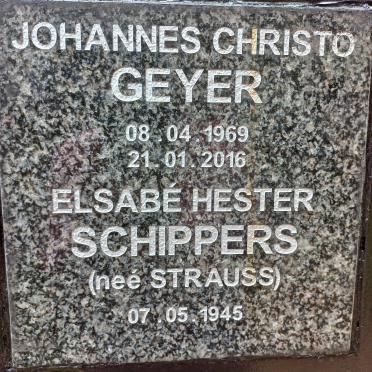 JOHANNES CHRISTO
GEYER
08.04.1969
21.01.2016
ELSABÉ HESTER
SCHIPPERS
(neé STRAUSS)
07.05.1945